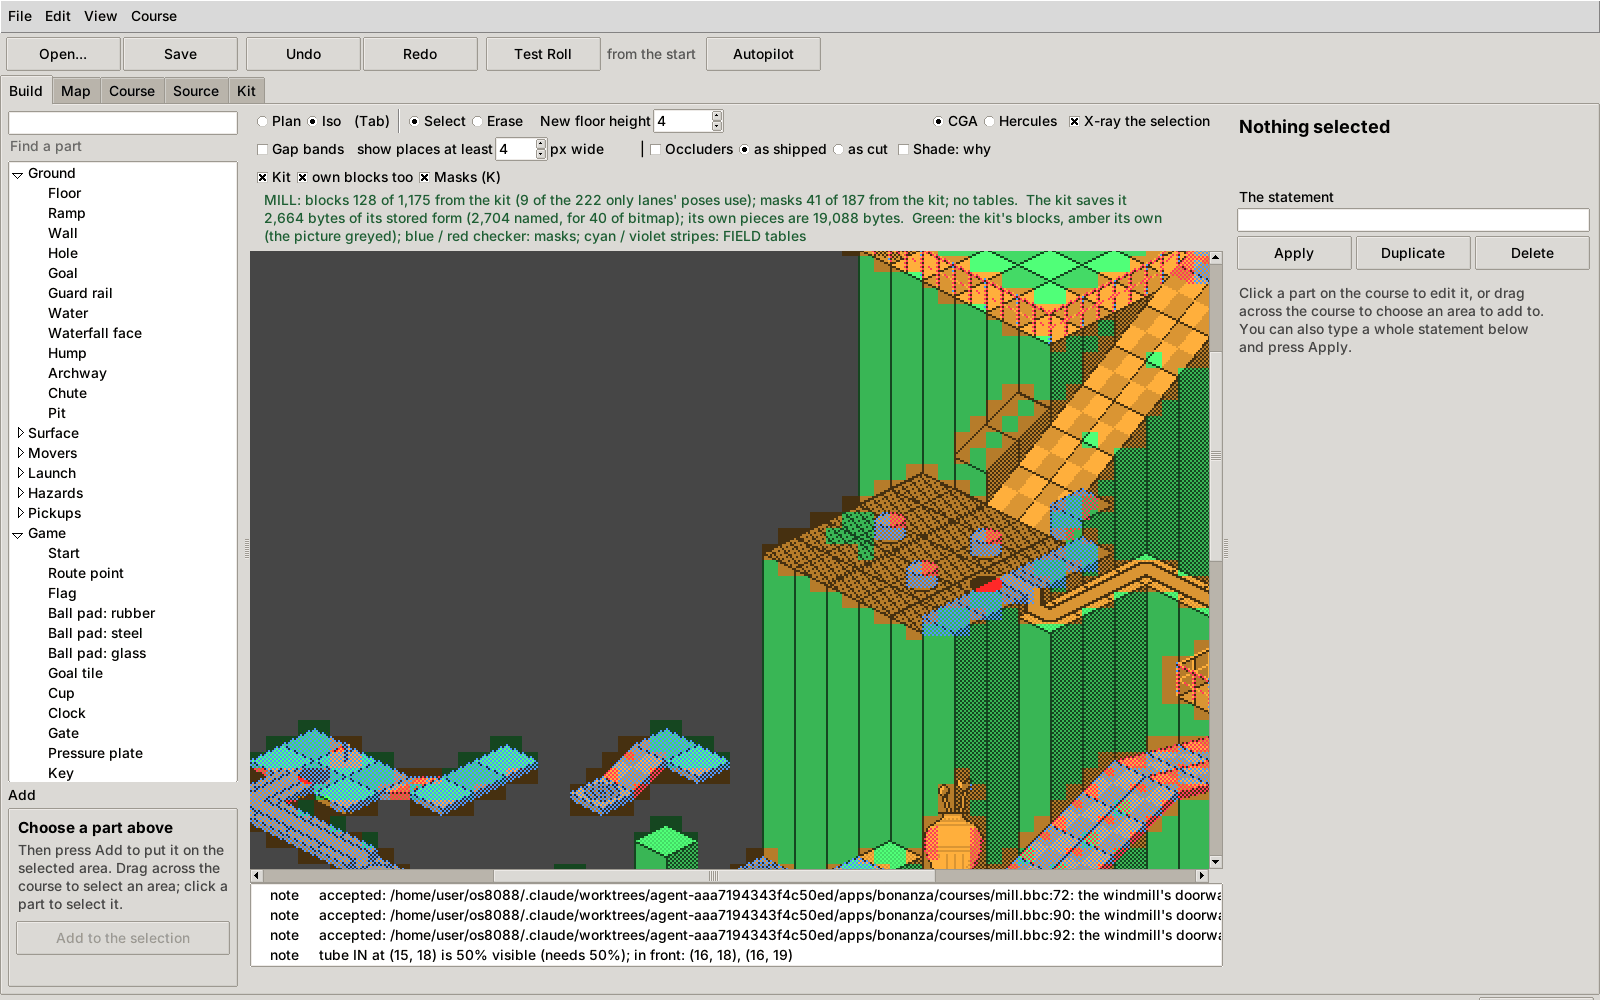 File Edit View Course
Open... Save Undo Redo Test Roll from the start Autopilot
Build Map Course Source Kit
Find a part
Ground
Floor
Ramp
Wall
Hole
Goal
Guard rail
Water
Waterfall face
Hump
Archway
Chute
Pit
Surface
Movers
Launch
Hazards
Pickups
Game
Start
Route point
Flag
Ball pad: rubber
Ball pad: steel
Ball pad: glass
Goal tile
Cup
Clock
Gate
Pressure plate
Key
Add
Choose a part above
Then press Add to put it on the
selected area. Drag across the
course to select an area; click a
part to select it.
Add to the selection
Plan Iso (Tab) Select Erase New floor height 4 CGA Hercules X-ray the selection
Gap bands show places at least 4 px wide | Occluders as shipped as cut Shade: why
Kit own blocks too Masks (K)
MILL: blocks 128 of 1,175 from the kit (9 of the 222 only lanes' poses use); masks 41 of 187 from the kit; no tables. The kit saves it
2,664 bytes of its stored form (2,704 named, for 40 of bitmap); its own pieces are 19,088 bytes. Green: the kit's blocks, amber its own
(the picture greyed); blue / red checker: masks; cyan / violet stripes: FIELD tables
note accepted: /home/user/os8088/.claude/worktrees/agent-aaa7194343f4c50ed/apps/bonanza/courses/mill.bbc:72: the windmill's doorwa
note accepted: /home/user/os8088/.claude/worktrees/agent-aaa7194343f4c50ed/apps/bonanza/courses/mill.bbc:90: the windmill's doorwa
note accepted: /home/user/os8088/.claude/worktrees/agent-aaa7194343f4c50ed/apps/bonanza/courses/mill.bbc:92: the windmill's doorwa
note tube IN at (15, 18) is 50% visible (needs 50%); in front: (16, 18), (16, 19)
Nothing selected
The statement
Apply Duplicate Delete
Click a part on the course to edit it, or drag
across the course to choose an area to add to.
You can also type a whole statement below
and press Apply.